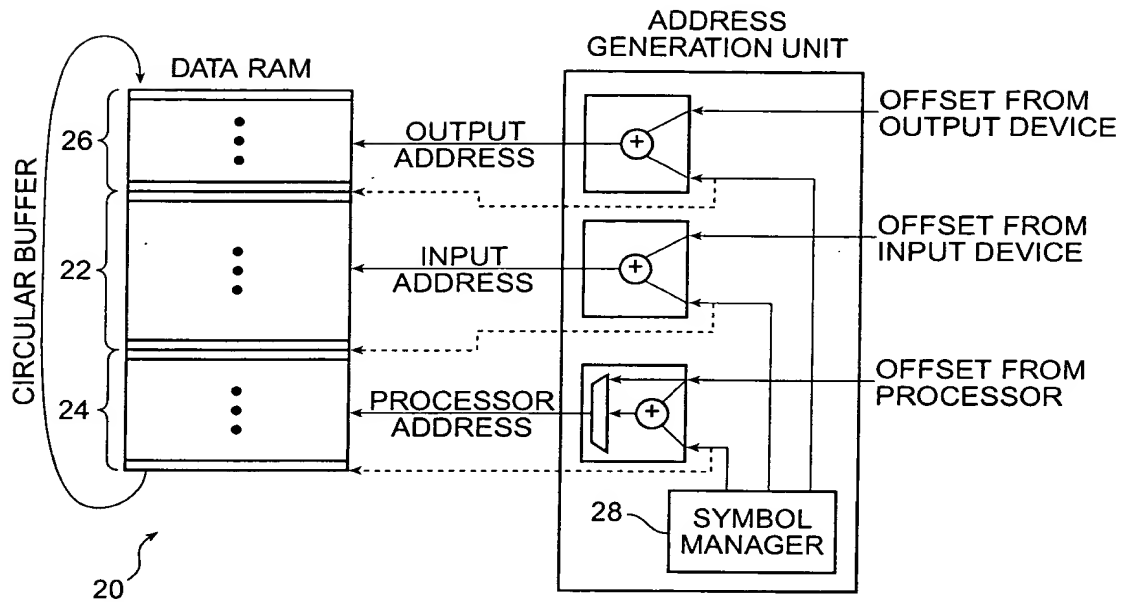 ADDRESS
GENERATION UNIT
DATA RAM
26
OUTPUT
ADDRESS
+
OFFSET FROM
OUTPUT DEVICE
CIRCULAR BUFFER
22
INPUT
ADDRESS
+
OFFSET FROM
INPUT DEVICE
24
PROCESSOR
ADDRESS
+
OFFSET FROM
PROCESSOR
28
SYMBOL
MANAGER
20